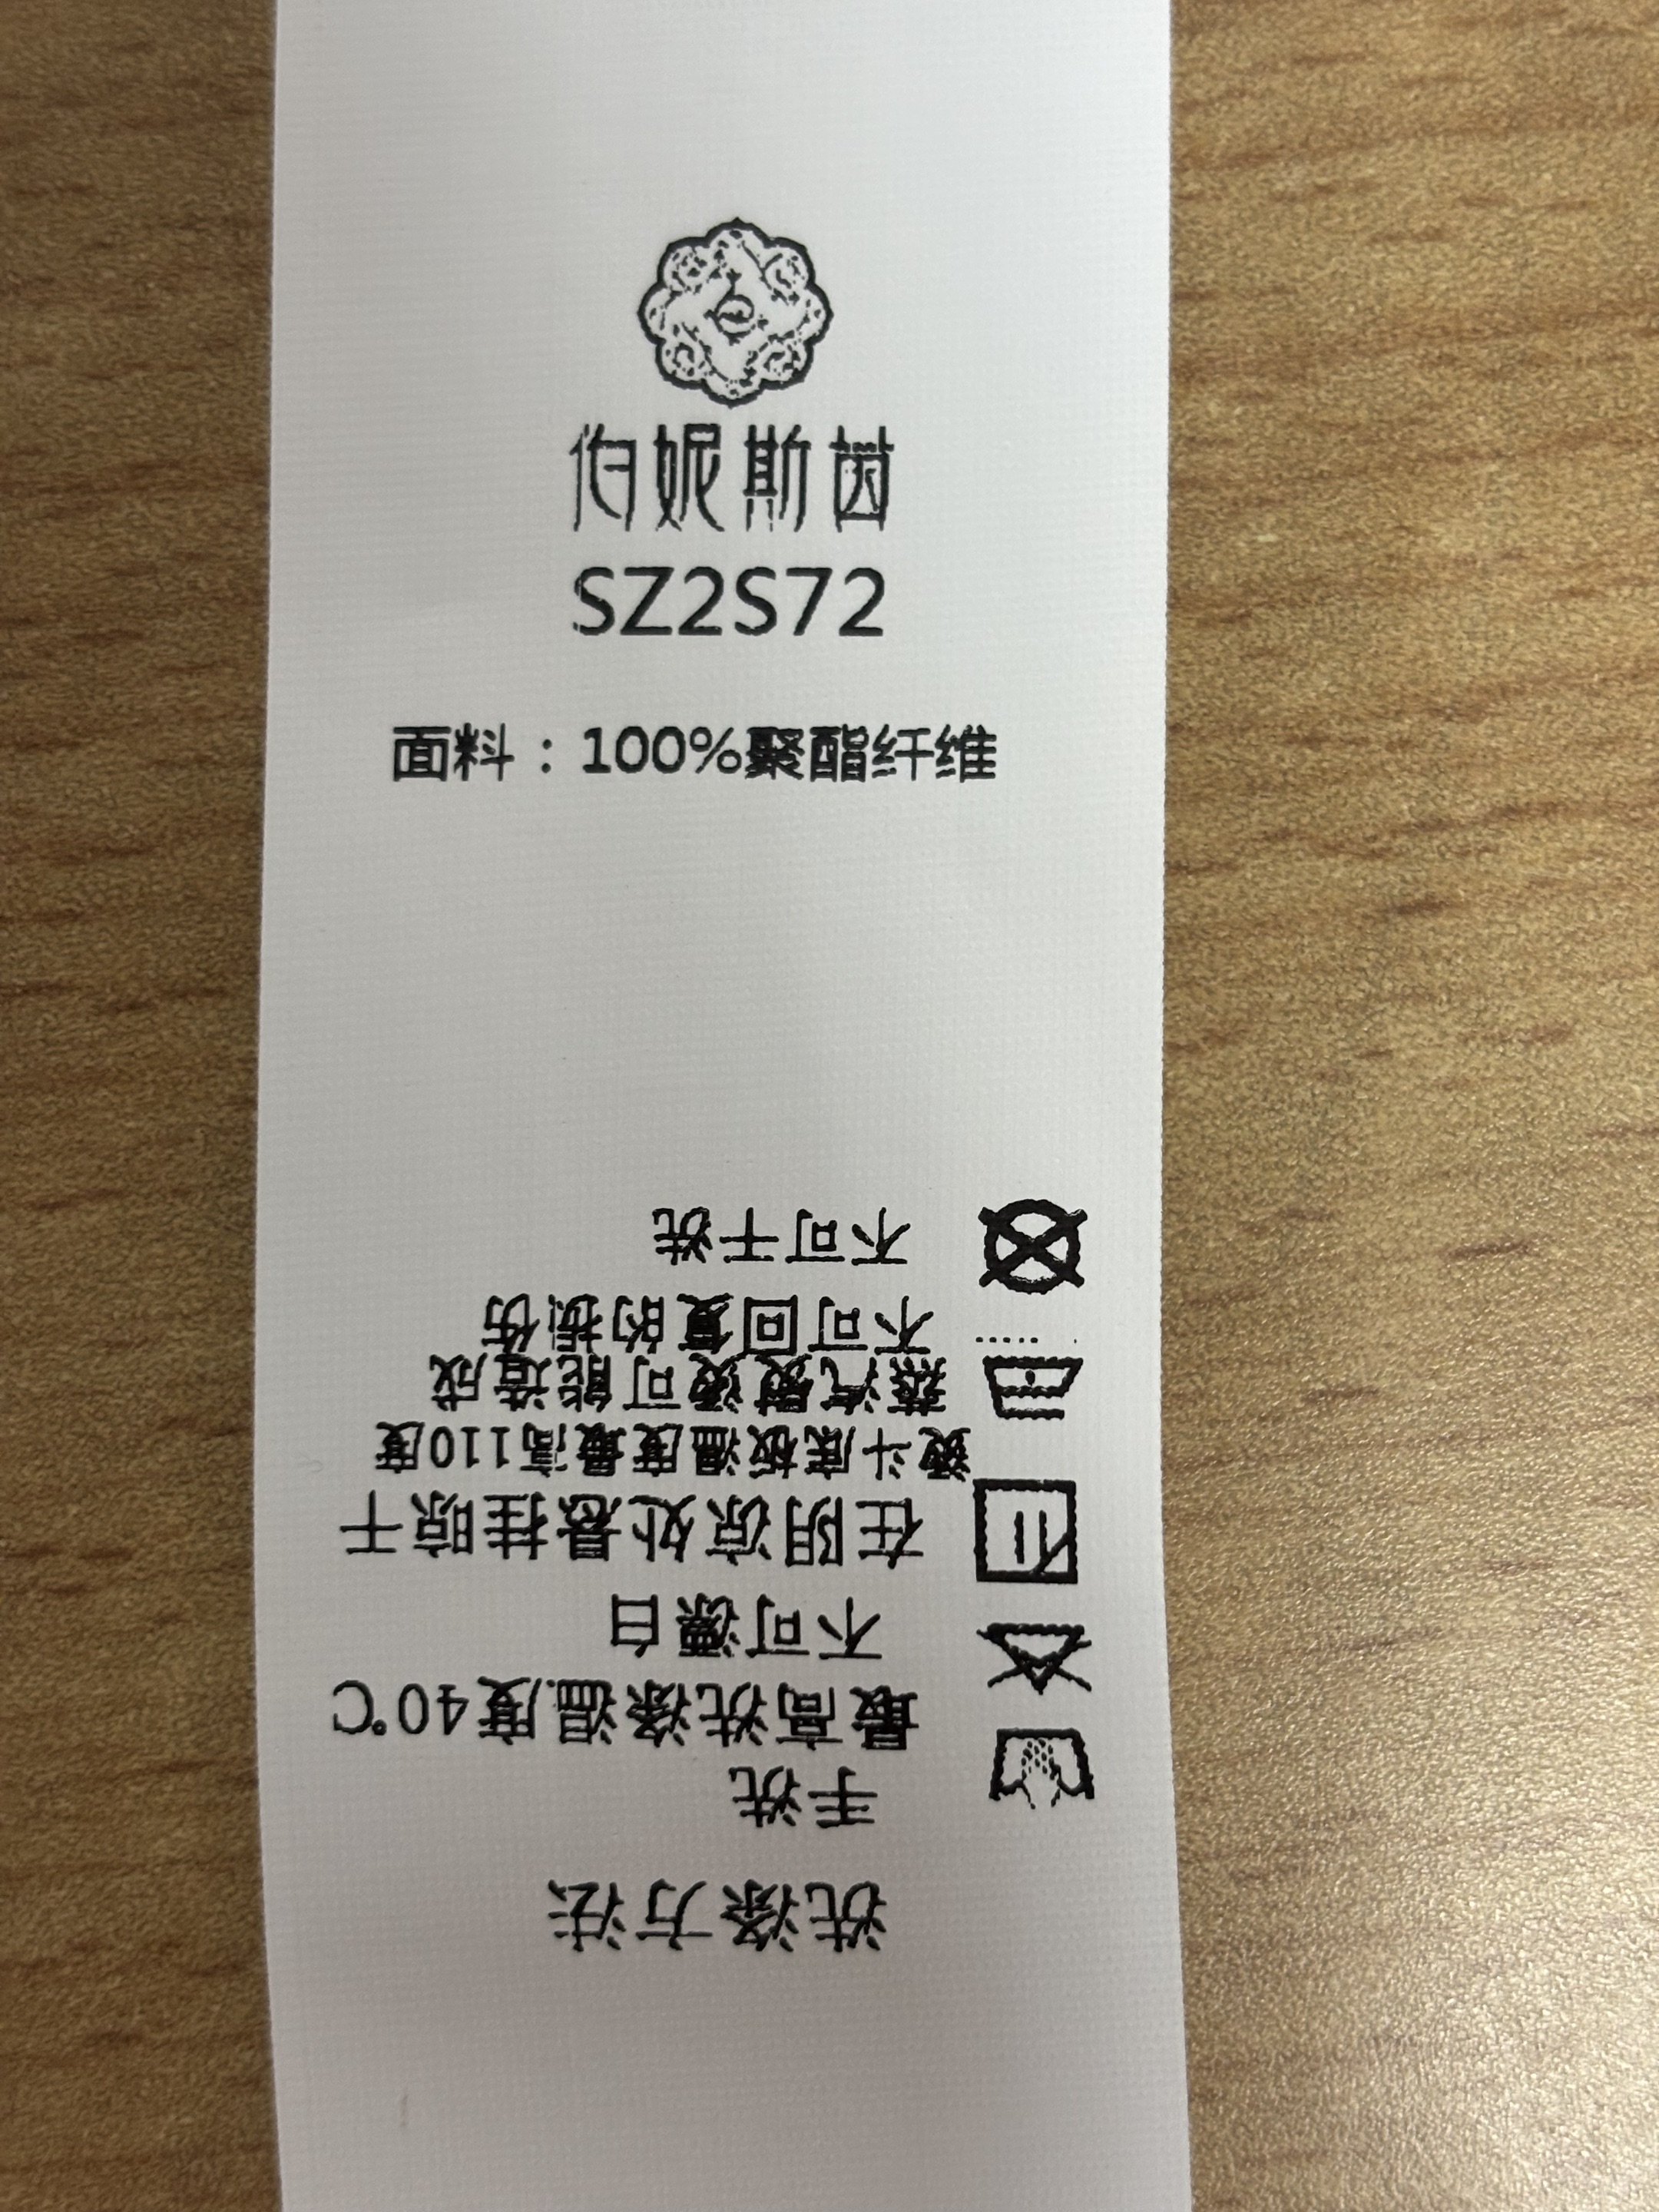 伯妮斯茵
SZ2S72
面料：100%聚酯纤维
洗涤方法
手洗
最高洗涤温度40℃
不可漂白
在阴凉处悬挂晾干
熨斗底板温度最高110度
蒸汽熨烫可能造成
不可回复的损伤
不可干洗